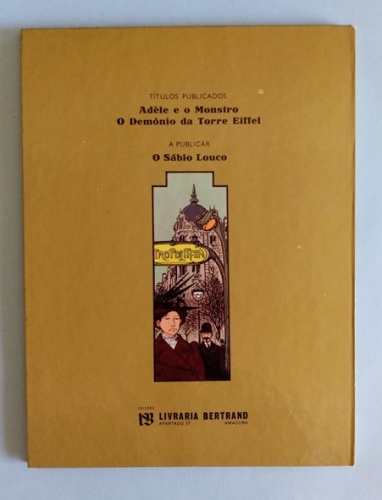 TÍTULOS PUBLICADOS
Adèle e o Monstro
O Demónio da Torre Eiffel
A PUBLICAR
O Sábio Louco
LIVRARIA BERTRAND
APARTADO 37 AMADORA